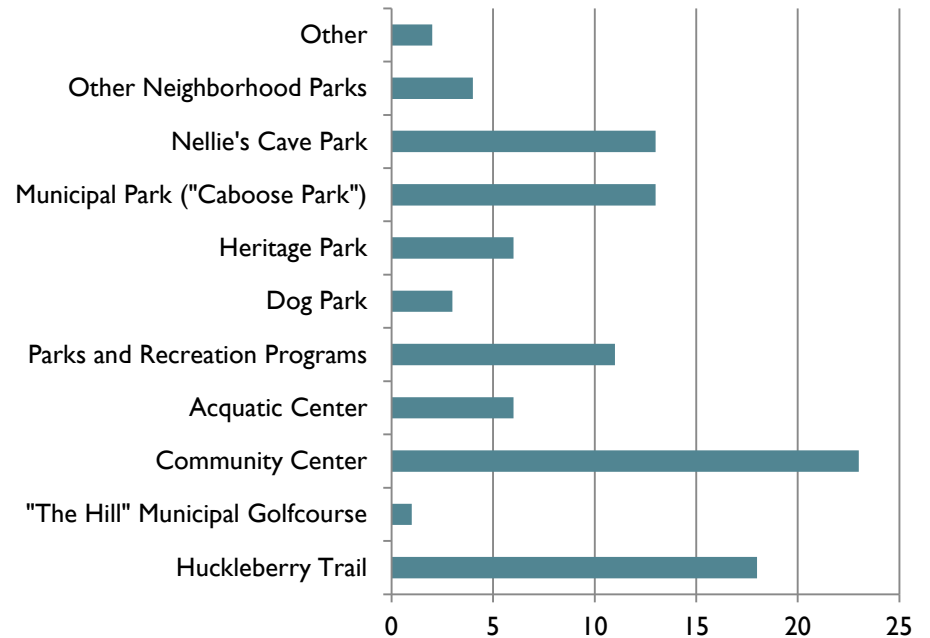 Other
Other Neighborhood Parks
Nellie's Cave Park
Municipal Park ("Caboose Park")
Heritage Park
Dog Park
Parks and Recreation Programs
Acquatic Center
Community Center
"The Hill" Municipal Golfcourse
Huckleberry Trail
0 5 10 15 20 25